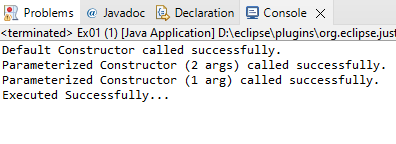 Problems @ Javadoc Declaration Console
<terminated> Ex01 (1) [Java Application] D:\eclipse\plugins\org.eclipse.just
Default Constructor called successfully.
Parameterized Constructor (2 args) called successfully.
Parameterized Constructor (1 arg) called successfully.
Executed Successfully...